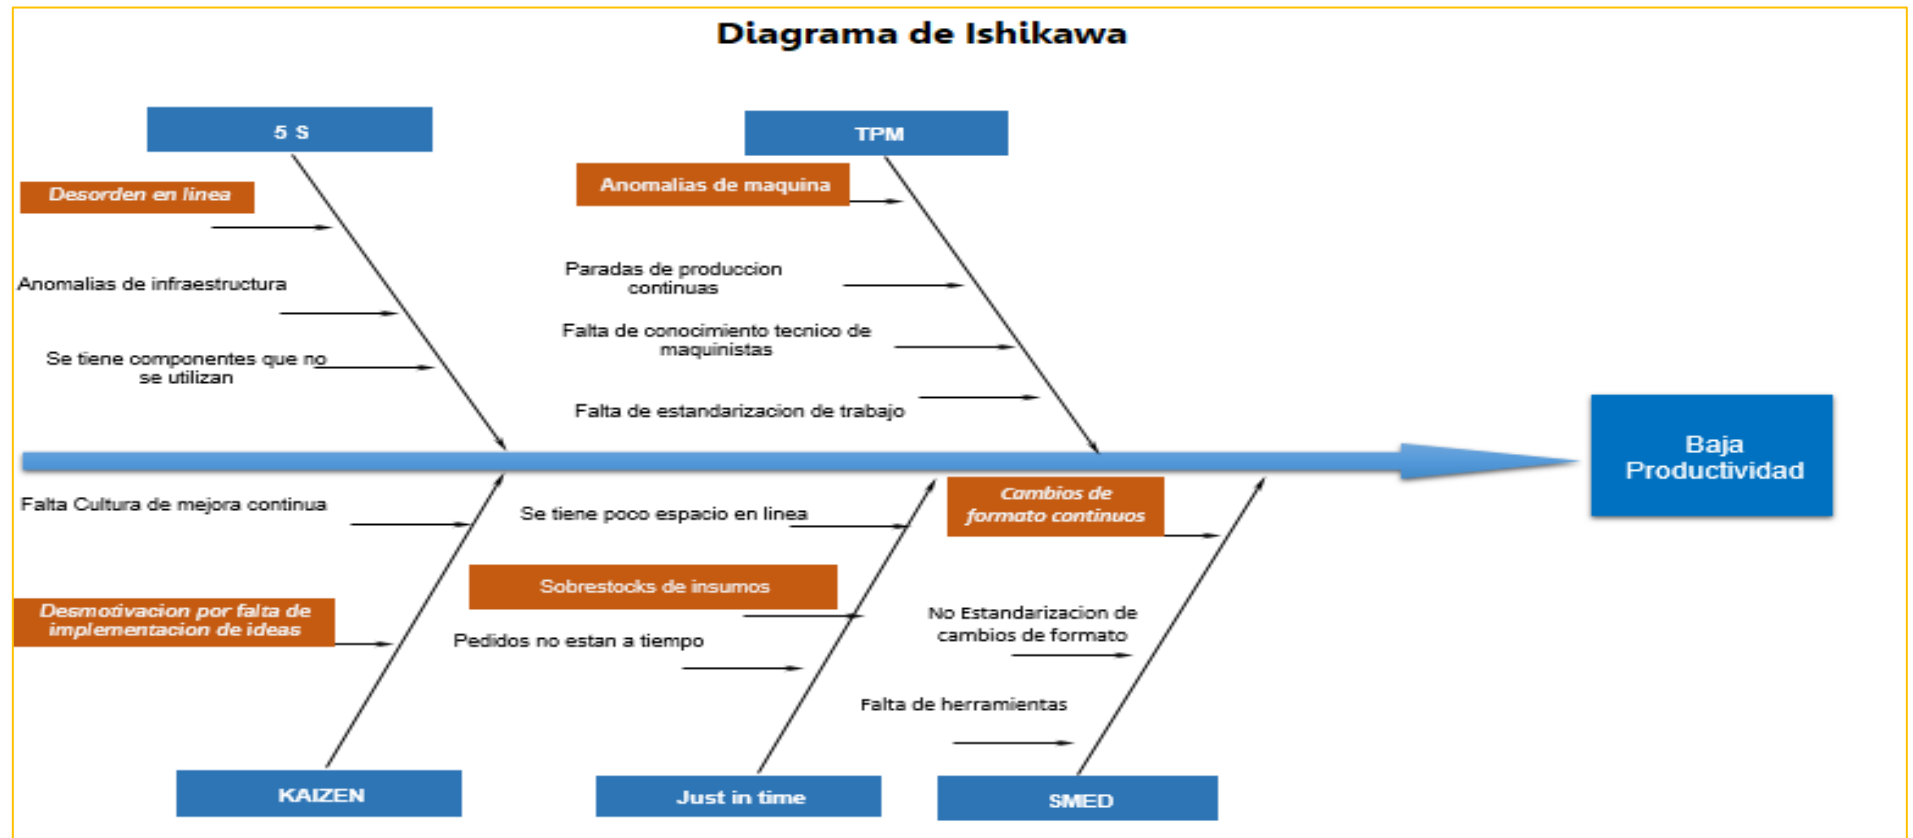 Diagrama de Ishikawa
5 S
TPM
Desorden en linea
Anomalias de maquina
Anomalias de infraestructura
Paradas de produccion
continuas
Se tiene componentes que no
se utilizan
Falta de conocimiento tecnico de
maquinistas
Falta de estandarizacion de trabajo
Baja
Productividad
Falta Cultura de mejora continua
Se tiene poco espacio en linea
Cambios de
formato continuos
Desmotivacion por falta de
implementacion de ideas
Sobrestocks de insumos
Pedidos no estan a tiempo
No Estandarizacion de
cambios de formato
Falta de herramientas
KAIZEN
Just in time
SMED